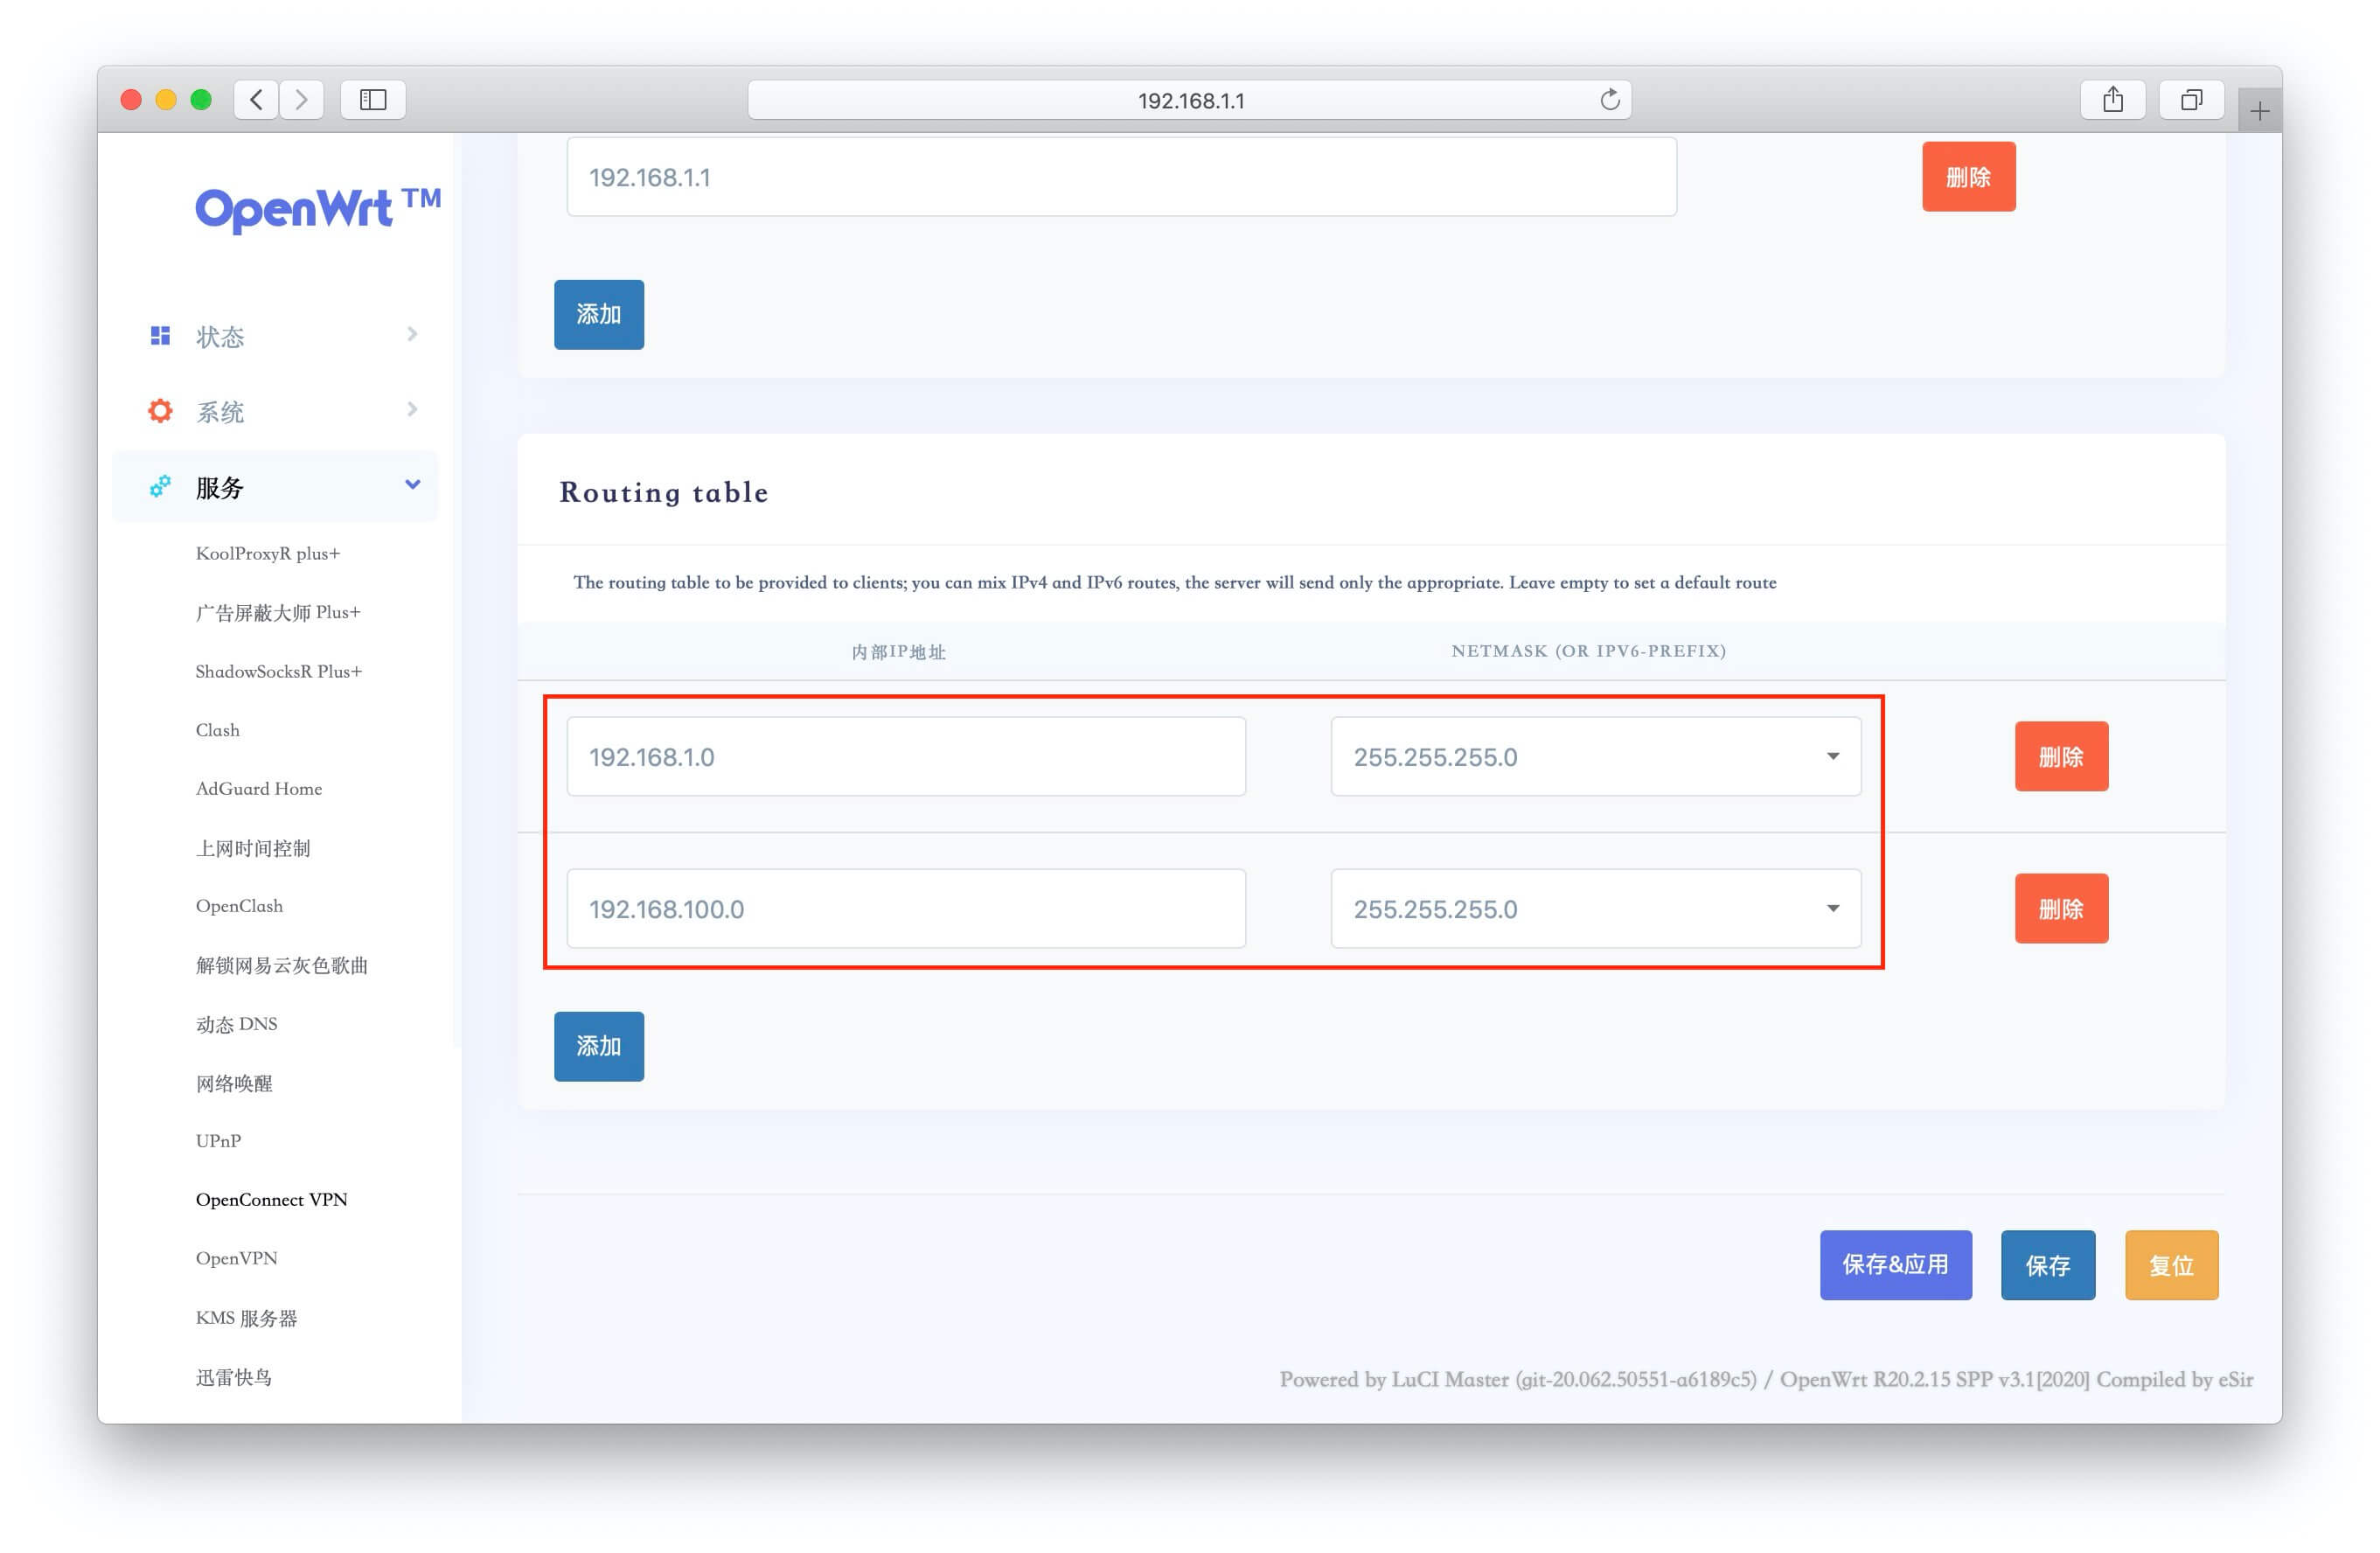 192.168.1.1
OpenWrt™
状态
系统
服务
KoolProxyR plus+
广告屏蔽大师 Plus+
ShadowSocksR Plus+
Clash
AdGuard Home
上网时间控制
OpenClash
解锁网易云灰色歌曲
动态 DNS
网络唤醒
UPnP
OpenConnect VPN
OpenVPN
KMS 服务器
迅雷快鸟
192.168.1.1 删除
添加
Routing table
The routing table to be provided to clients; you can mix IPv4 and IPv6 routes, the server will send only the appropriate. Leave empty to set a default route
内部IP地址 NETMASK (OR IPV6-PREFIX)
192.168.1.0 255.255.255.0 删除
192.168.100.0 255.255.255.0 删除
添加
保存&应用 保存 复位
Powered by LuCI Master (git-20.062.50551-a6189c5) / OpenWrt R20.2.15 SPP v3.1[2020] Compiled by eSir